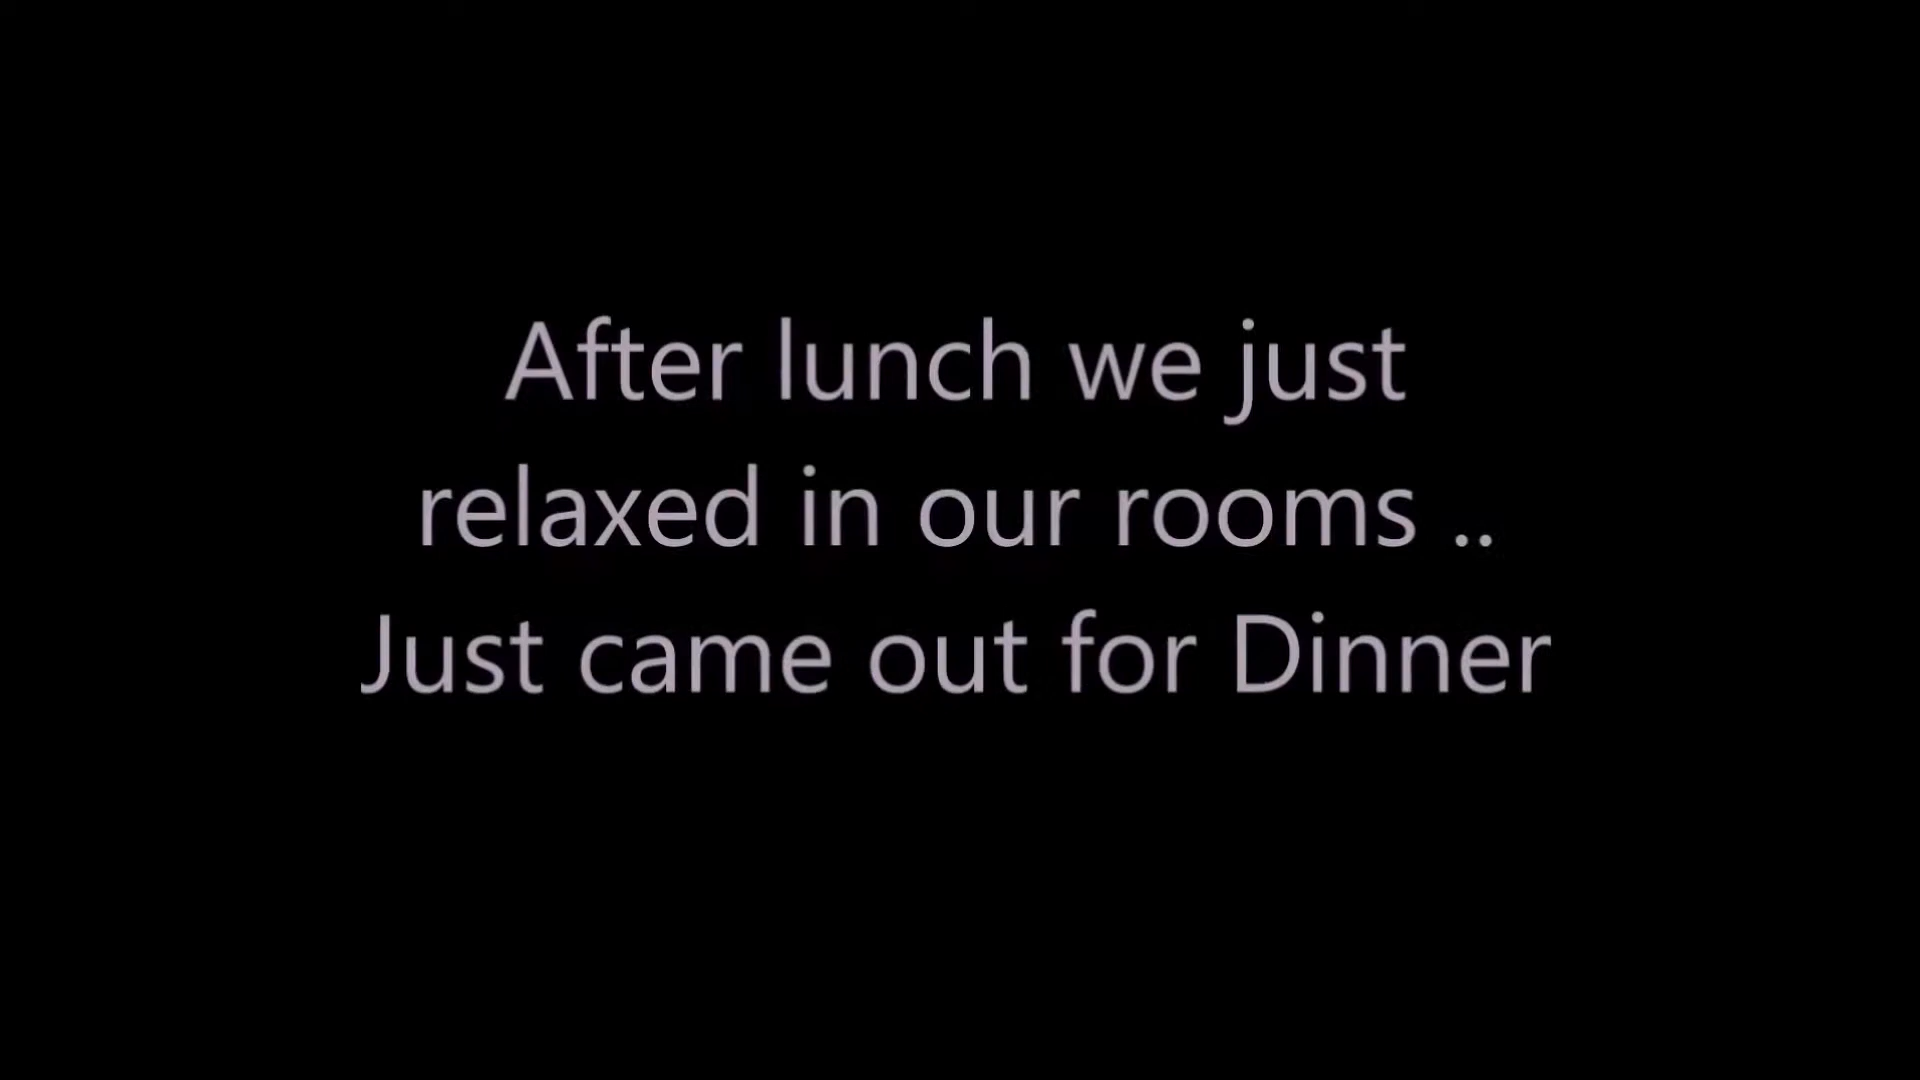 After lunch we just
relaxed in our rooms ..
Just came out for Dinner